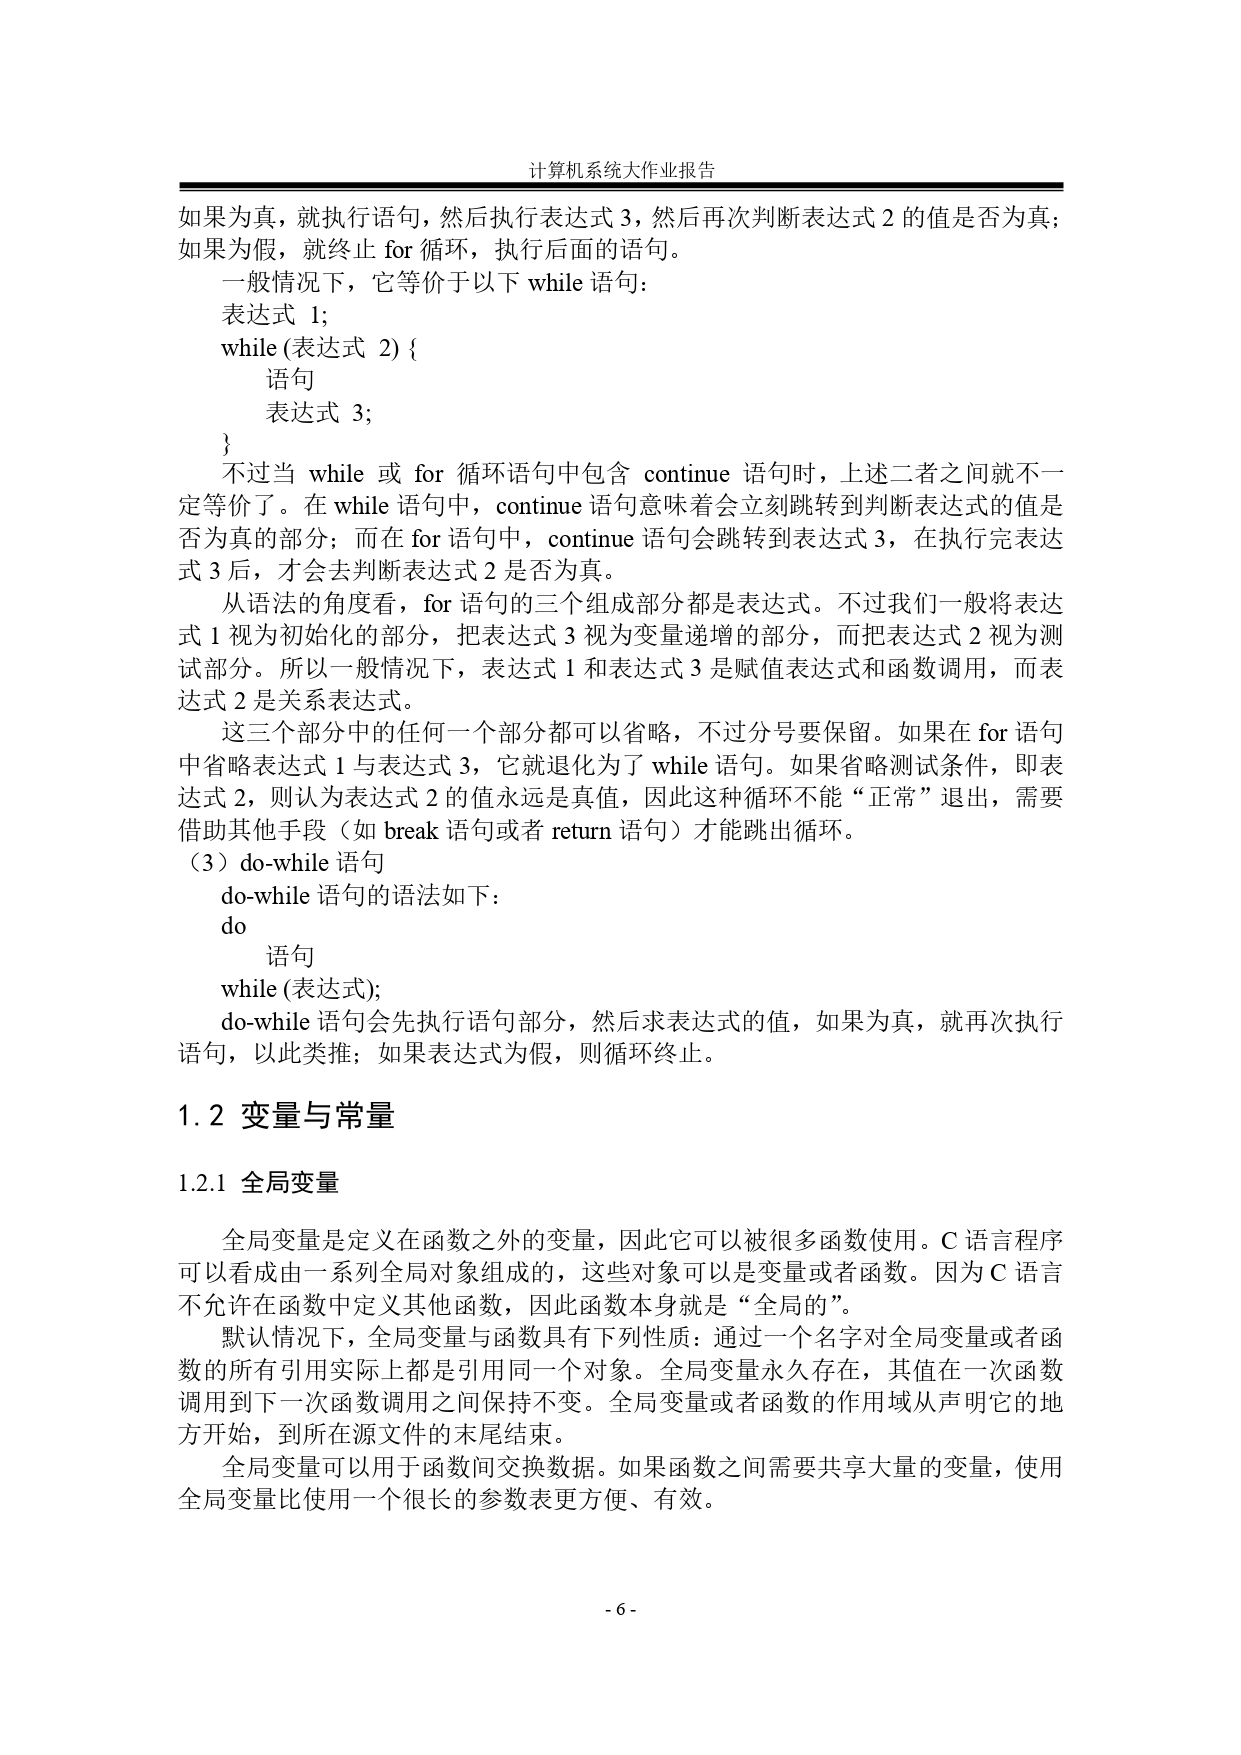 计算机系统大作业报告
如果为真，就执行语句，然后执行表达式 3，然后再次判断表达式 2 的值是否为真；
如果为假，就终止 for 循环，执行后面的语句。
一般情况下，它等价于以下 while 语句：
表达式 1;
while (表达式 2) {
语句
表达式 3;
}
不过当 while 或 for 循环语句中包含 continue 语句时，上述二者之间就不一
定等价了。在 while 语句中，continue 语句意味着会立刻跳转到判断表达式的值是
否为真的部分；而在 for 语句中，continue 语句会跳转到表达式 3，在执行完表达
式 3 后，才会去判断表达式 2 是否为真。
从语法的角度看，for 语句的三个组成部分都是表达式。不过我们一般将表达
式 1 视为初始化的部分，把表达式 3 视为变量递增的部分，而把表达式 2 视为测
试部分。所以一般情况下，表达式 1 和表达式 3 是赋值表达式和函数调用，而表
达式 2 是关系表达式。
这三个部分中的任何一个部分都可以省略，不过分号要保留。如果在 for 语句
中省略表达式 1 与表达式 3，它就退化为了 while 语句。如果省略测试条件，即表
达式 2，则认为表达式 2 的值永远是真值，因此这种循环不能“正常”退出，需要
借助其他手段（如 break 语句或者 return 语句）才能跳出循环。
（3）do-while 语句
do-while 语句的语法如下：
do
语句
while (表达式);
do-while 语句会先执行语句部分，然后求表达式的值，如果为真，就再次执行
语句，以此类推；如果表达式为假，则循环终止。
1.2 变量与常量
1.2.1 全局变量
全局变量是定义在函数之外的变量，因此它可以被很多函数使用。C 语言程序
可以看成由一系列全局对象组成的，这些对象可以是变量或者函数。因为 C 语言
不允许在函数中定义其他函数，因此函数本身就是“全局的”。
默认情况下，全局变量与函数具有下列性质：通过一个名字对全局变量或者函
数的所有引用实际上都是引用同一个对象。全局变量永久存在，其值在一次函数
调用到下一次函数调用之间保持不变。全局变量或者函数的作用域从声明它的地
方开始，到所在源文件的末尾结束。
全局变量可以用于函数间交换数据。如果函数之间需要共享大量的变量，使用
全局变量比使用一个很长的参数表更方便、有效。
- 6 -